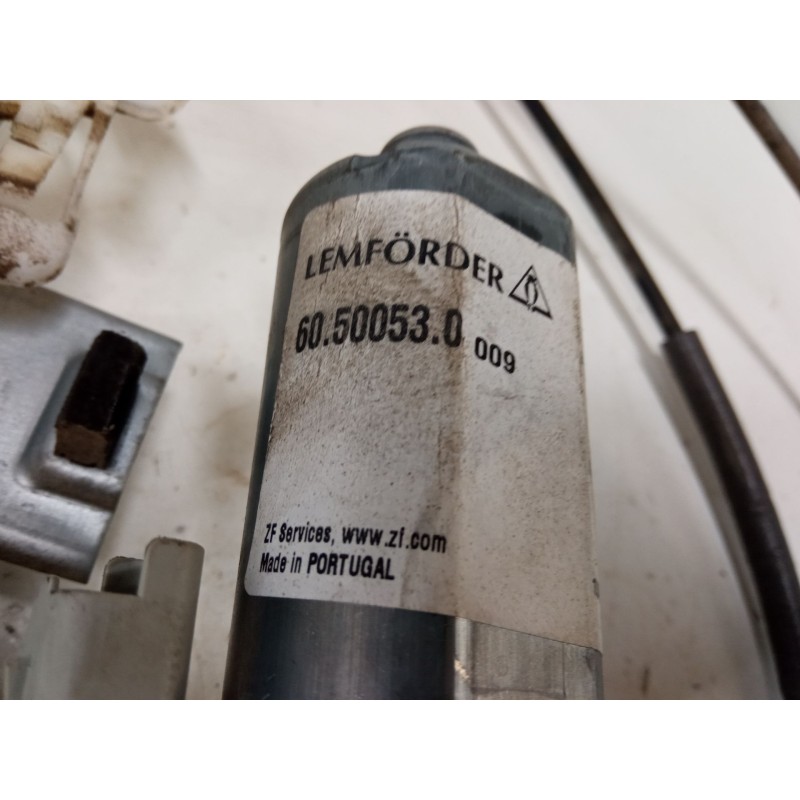 LEMFÖRDER
60.50053.0 009
ZF Services, www.zf.com
Made in PORTUGAL